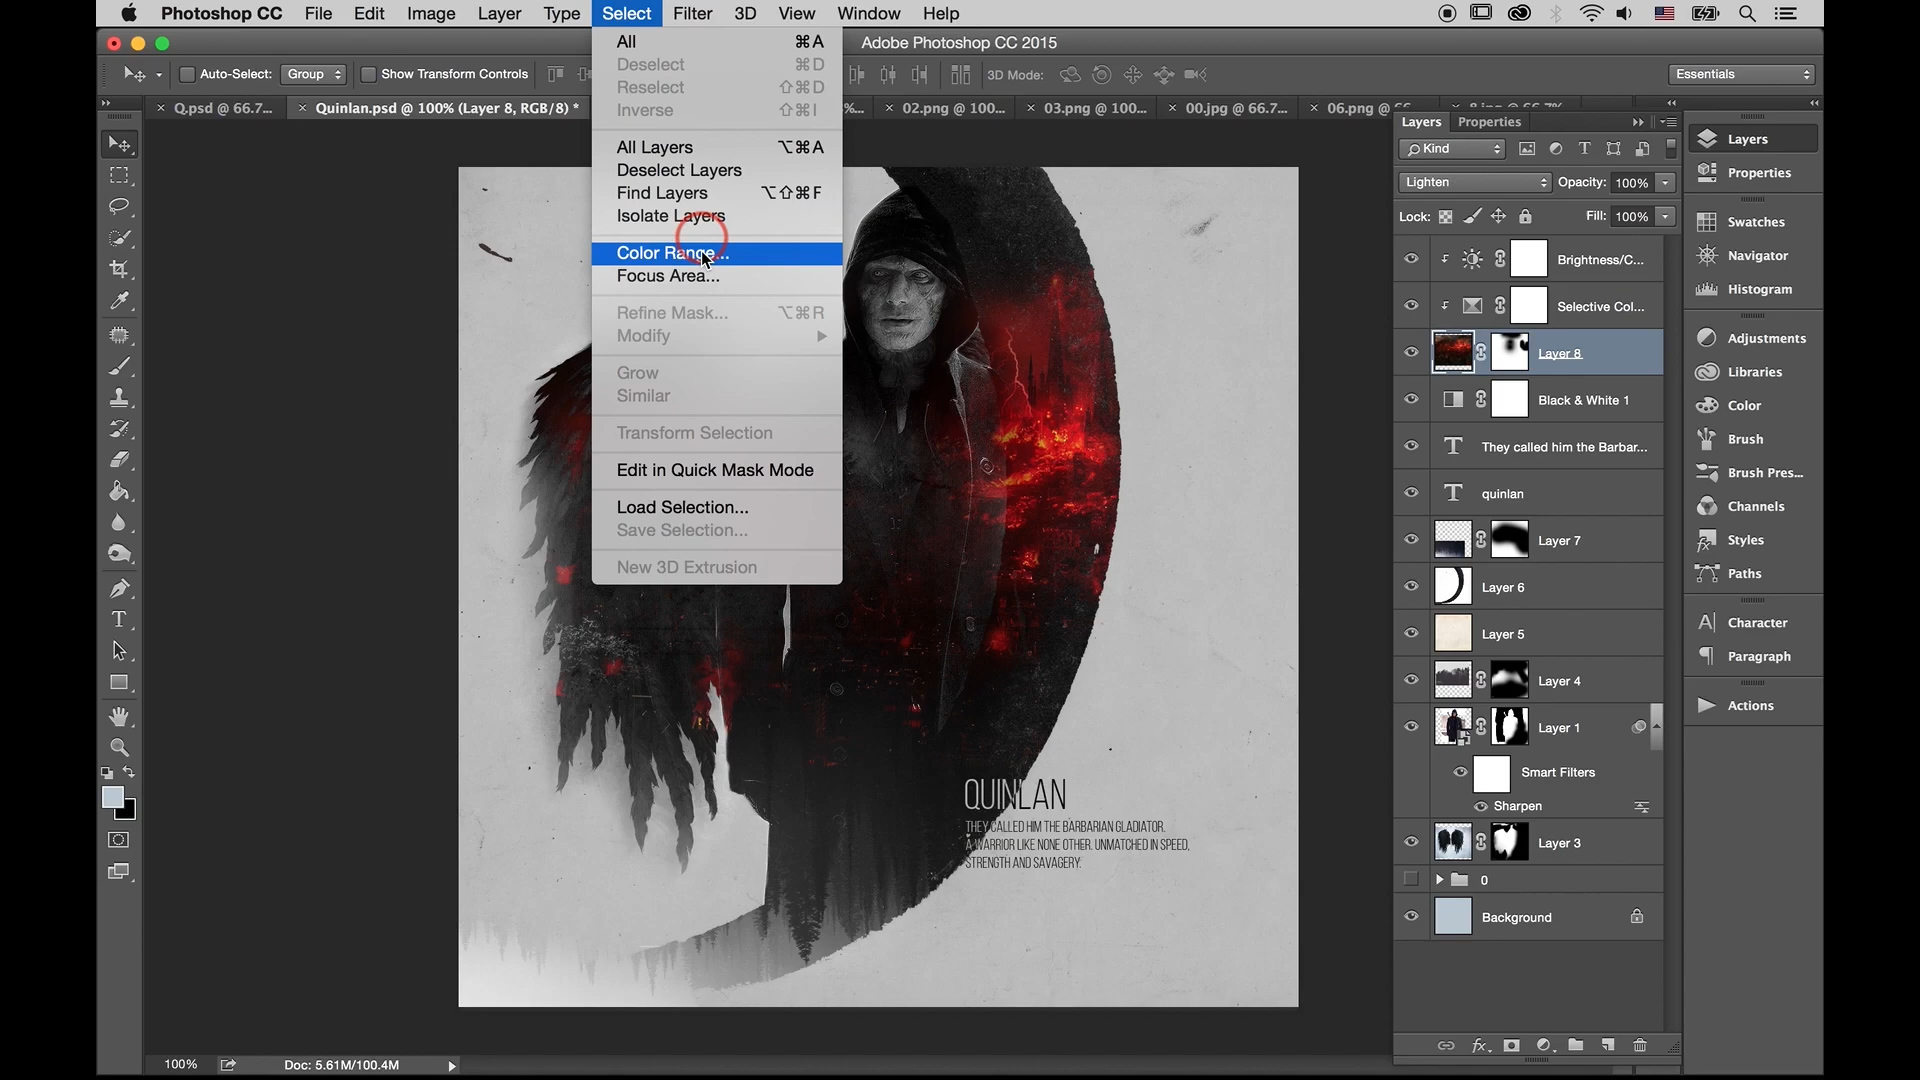 Photoshop CC File Edit Image Layer Type Select Filter 3D View Window Help
Adobe Photoshop CC 2015
Auto-Select: Group Show Transform Controls 3D Mode: Essentials
Q.psd @ 66.7... Quinlan.psd @ 100% (Layer 8, RGB/8) * %... 02.png @ 100... 03.png @ 100... 00.jpg @ 66.7... 06.png @
All ⌘A
Deselect ⌘D
Reselect ⇧⌘D
Inverse ⇧⌘I
All Layers ⌥⌘A
Deselect Layers
Find Layers ⌥⇧⌘F
Isolate Layers
Color Range...
Focus Area...
Refine Mask... ⌥⌘R
Modify
Grow
Similar
Transform Selection
Edit in Quick Mask Mode
Load Selection...
Save Selection...
New 3D Extrusion
QUINLAN
THEY CALLED HIM THE BARBARIAN GLADIATOR.
A WARRIOR LIKE NONE OTHER. UNMATCHED IN SPEED,
STRENGTH AND SAVAGERY.
Layers Properties
Kind
Lighten Opacity: 100%
Lock: Fill: 100%
Brightness/C...
Selective Col...
Layer 8
Black & White 1
They called him the Barbar...
quinlan
Layer 7
Layer 6
Layer 5
Layer 4
Layer 1
Smart Filters
Sharpen
Layer 3
0
Background
Layers
Properties
Swatches
Navigator
Histogram
Adjustments
Libraries
Color
Brush
Brush Pres...
Channels
Styles
Paths
Character
Paragraph
Actions
100% Doc: 5.61M/100.4M